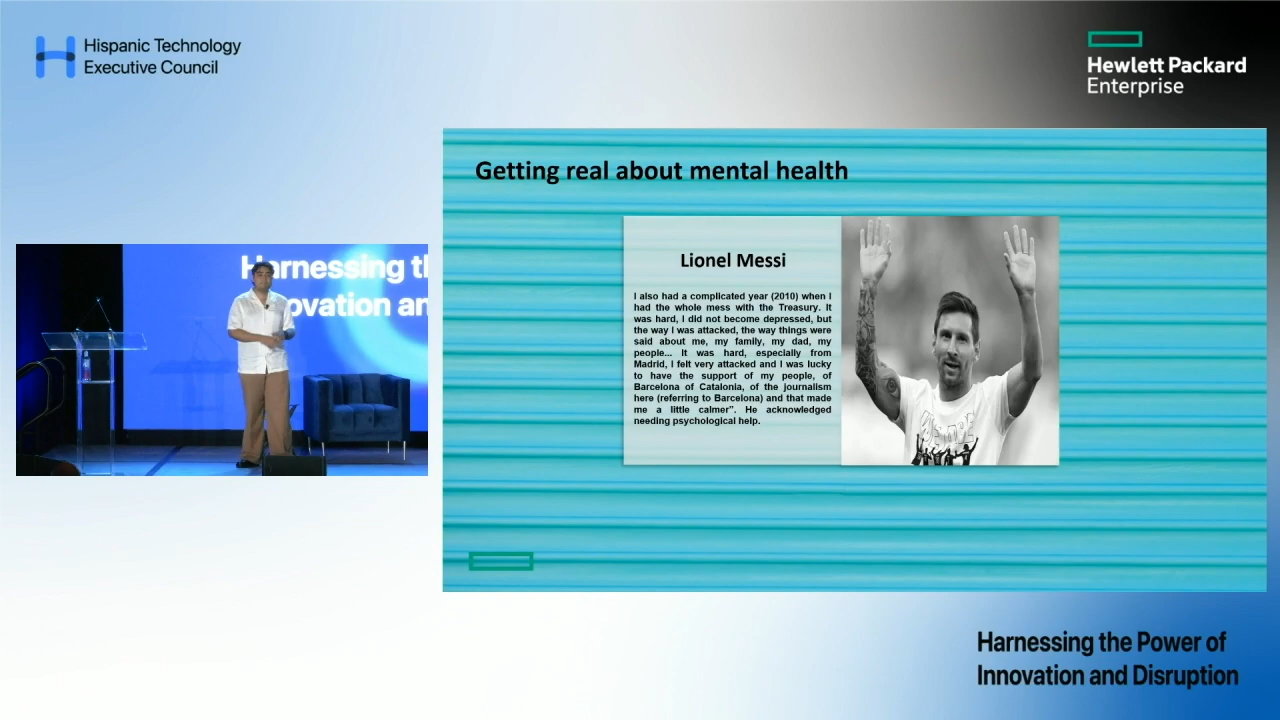 Hispanic Technology
Executive Council
Hewlett Packard
Enterprise
Getting real about mental health
Lionel Messi
I also had a complicated year (2010) when I
had the whole mess with the Treasury. It
was hard, I did not become depressed, but
the way I was attacked, the way things were
said about me, my family, my dad, my
people... It was hard, especially from
Madrid, I felt very attacked and I was lucky
to have the support of my people, of
Barcelona of Catalonia, of the journalism
here (referring to Barcelona) and that made
me a little calmer”. He acknowledged
needing psychological help.
Harnessing t
ovation an
Harnessing the Power of
Innovation and Disruption